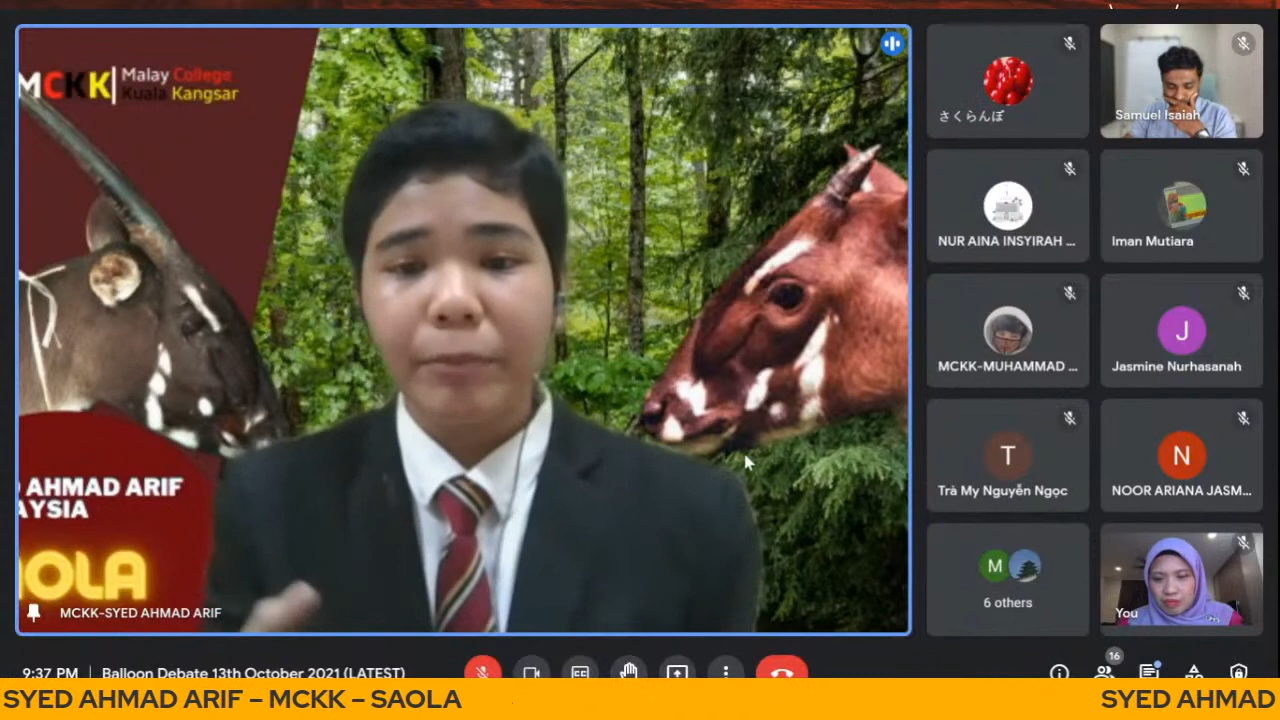 MCKK
Malay College
Kuala Kangsar
AHMAD ARIF
AYSIA
OLA
MCKK-SYED AHMAD ARIF
さくらんぼ
Samuel Isaiah
NUR AINA INSYIRAH ...
Iman Mutiara
MCKK-MUHAMMAD ...
J
Jasmine Nurhasanah
T
Trà My Nguyễn Ngọc
N
NOOR ARIANA JASM...
M
6 others
You
9:37 PM | Balloon Debate 13th October 2021 (LATEST)
CC
16
SYED AHMAD ARIF – MCKK – SAOLA
SYED AHMAD